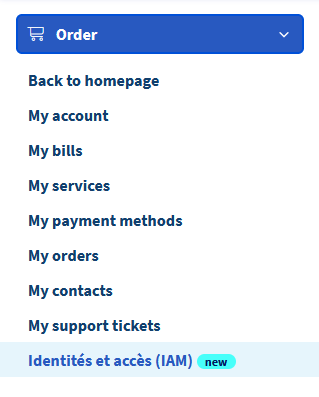 Order
Back to homepage
My account
My bills
My services
My payment methods
My orders
My contacts
My support tickets
Identités et accès (IAM) new